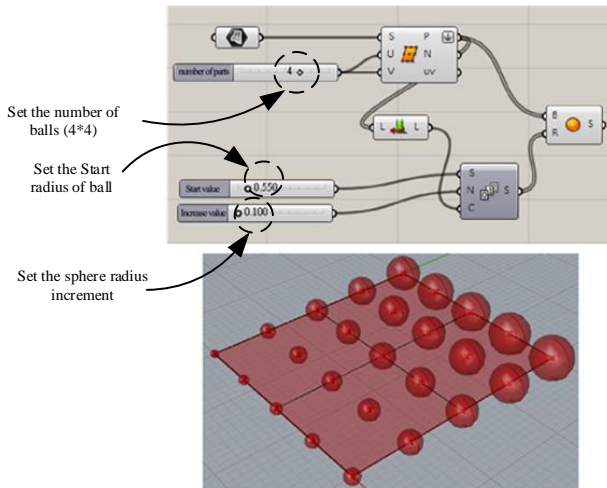 S P
U N
V uv
number of parts 4
Set the number of
balls (4*4)
L L
B S
R
Set the Start
radius of ball
Start value 0.550
S
N S
C
Increase value 0.100
Set the sphere radius
increment